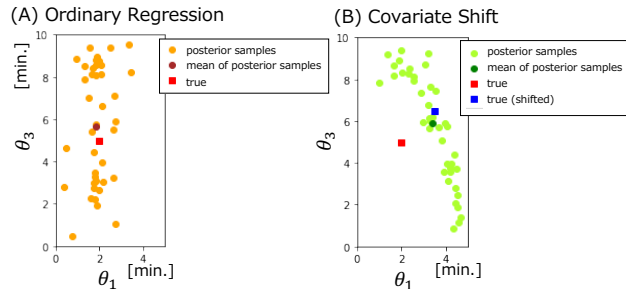 (A) Ordinary Regression
[min.]
θ3
10
8
6
4
2
0
0
2
4
θ1
[min.]
posterior samples
mean of posterior samples
true
(B) Covariate Shift
θ3
10
8
6
4
2
0
0
2
4
θ1
[min.]
posterior samples
mean of posterior samples
true
true (shifted)